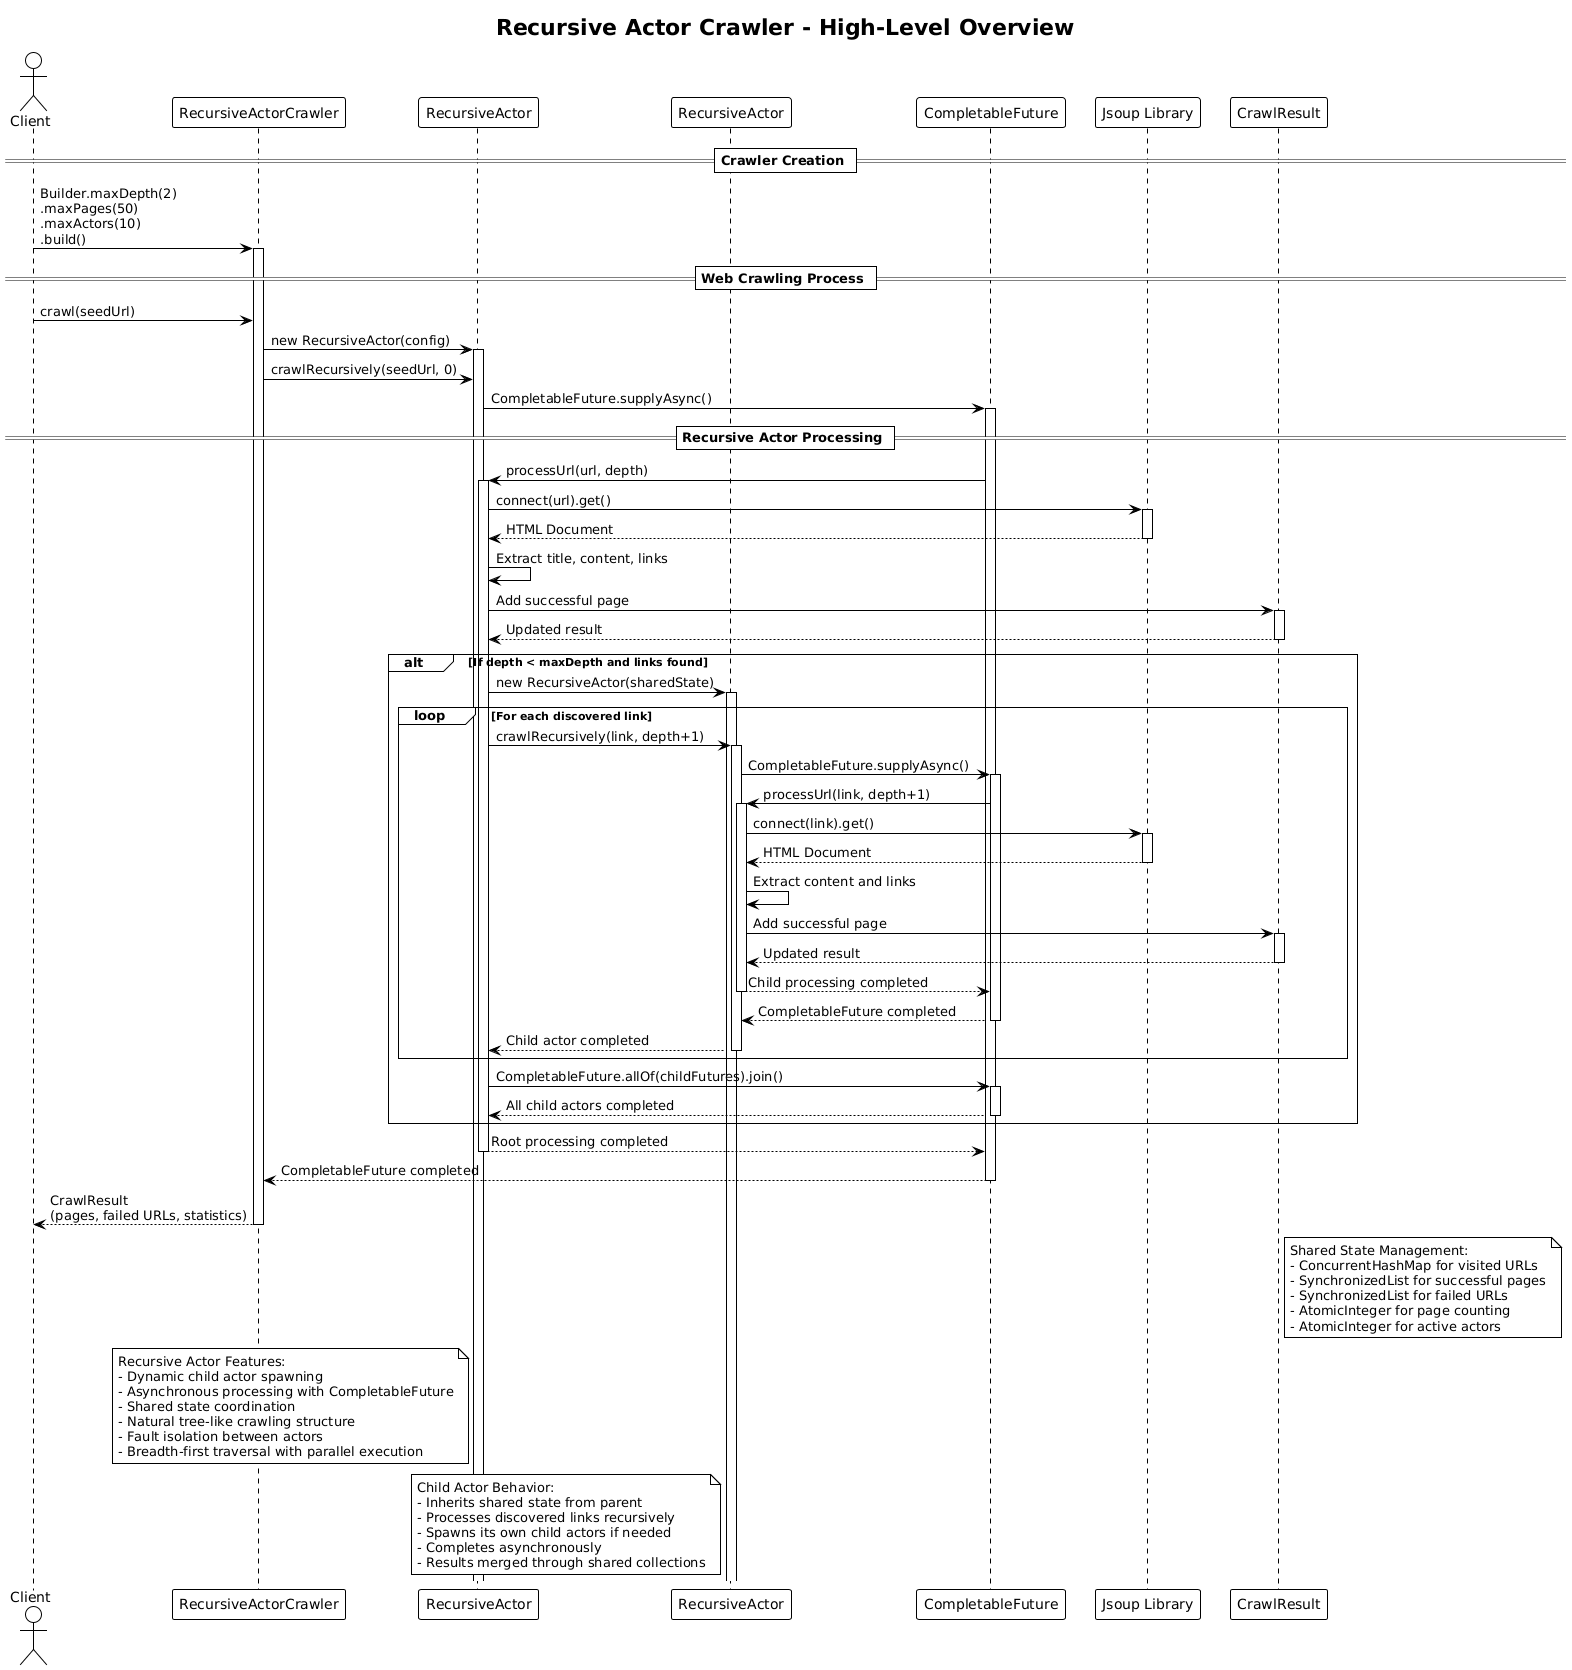 Recursive Actor Crawler - High-Level Overview
Client
RecursiveActorCrawler
RecursiveActor
RecursiveActor
CompletableFuture
Jsoup Library
CrawlResult
Crawler Creation
Builder.maxDepth(2)
.maxPages(50)
.maxActors(10)
.build()
Web Crawling Process
crawl(seedUrl)
new RecursiveActor(config)
crawlRecursively(seedUrl, 0)
CompletableFuture.supplyAsync()
Recursive Actor Processing
processUrl(url, depth)
connect(url).get()
HTML Document
Extract title, content, links
Add successful page
Updated result
alt
[If depth < maxDepth and links found]
new RecursiveActor(sharedState)
loop
[For each discovered link]
crawlRecursively(link, depth+1)
CompletableFuture.supplyAsync()
processUrl(link, depth+1)
connect(link).get()
HTML Document
Extract content and links
Add successful page
Updated result
Child processing completed
CompletableFuture completed
Child actor completed
CompletableFuture.allOf(childFutures).join()
All child actors completed
Root processing completed
CompletableFuture completed
CrawlResult
(pages, failed URLs, statistics)
Shared State Management:
- ConcurrentHashMap for visited URLs
- SynchronizedList for successful pages
- SynchronizedList for failed URLs
- AtomicInteger for page counting
- AtomicInteger for active actors
Recursive Actor Features:
- Dynamic child actor spawning
- Asynchronous processing with CompletableFuture
- Shared state coordination
- Natural tree-like crawling structure
- Fault isolation between actors
- Breadth-first traversal with parallel execution
Child Actor Behavior:
- Inherits shared state from parent
- Processes discovered links recursively
- Spawns its own child actors if needed
- Completes asynchronously
- Results merged through shared collections
Client
RecursiveActorCrawler
RecursiveActor
RecursiveActor
CompletableFuture
Jsoup Library
CrawlResult